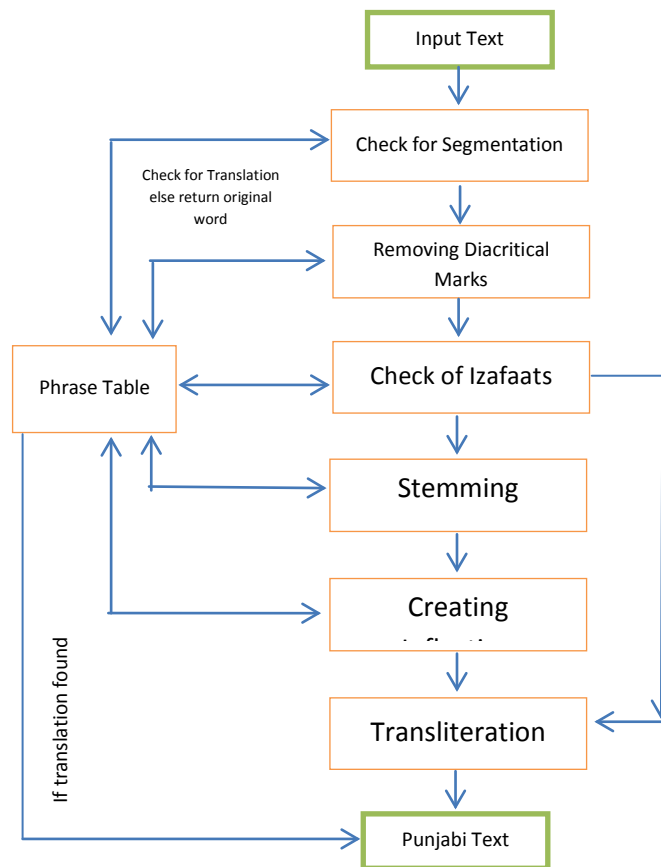 Input Text
Check for Segmentation
Check for Translation
else return original
word
Removing Diacritical
Marks
Phrase Table
Check of Izafaats
Stemming
Creating
If translation found
Transliteration
Punjabi Text